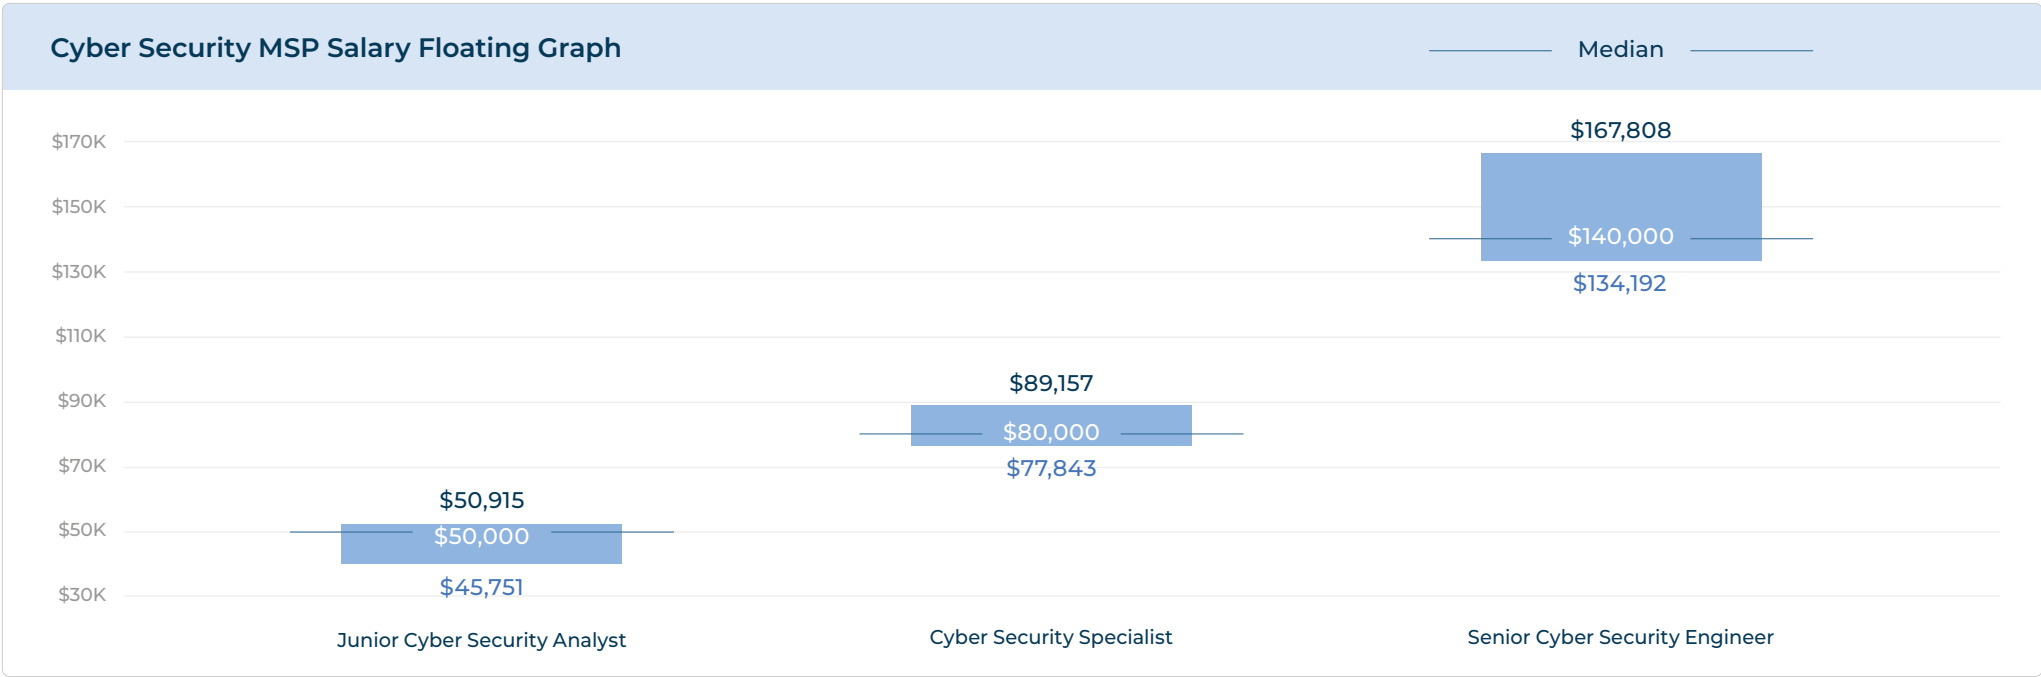 Cyber Security MSP Salary Floating Graph
Median
$170K
$150K
$130K
$110K
$90K
$70K
$50K
$30K
$50,915
$50,000
$45,751
Junior Cyber Security Analyst
$89,157
$80,000
$77,843
Cyber Security Specialist
$167,808
$140,000
$134,192
Senior Cyber Security Engineer